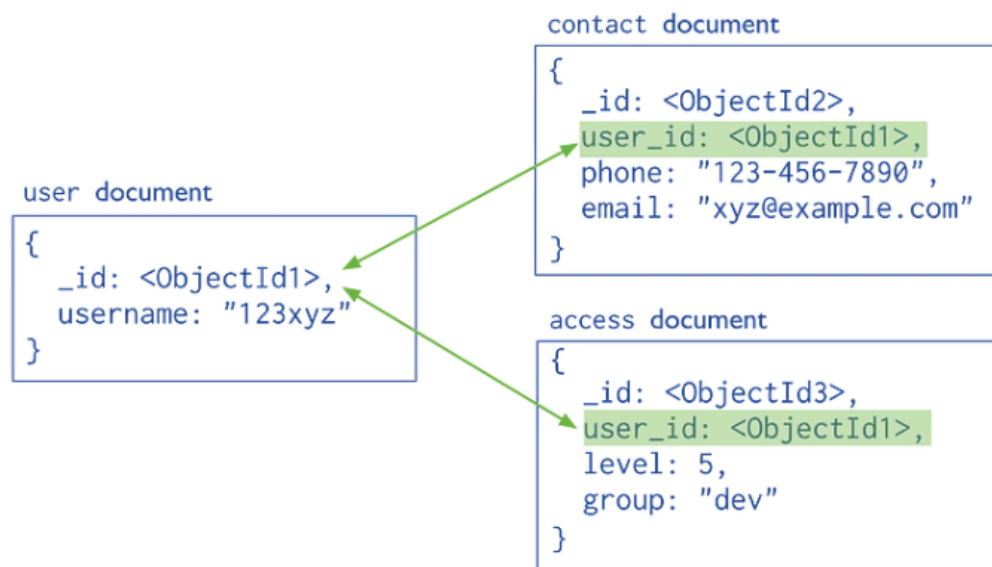 user document
{
_id: <ObjectId1>,
username: "123xyz"
}
contact document
{
_id: <ObjectId2>,
user_id: <ObjectId1>,
phone: "123-456-7890",
email: "xyz@example.com"
}
access document
{
_id: <ObjectId3>,
user_id: <ObjectId1>,
level: 5,
group: "dev"
}